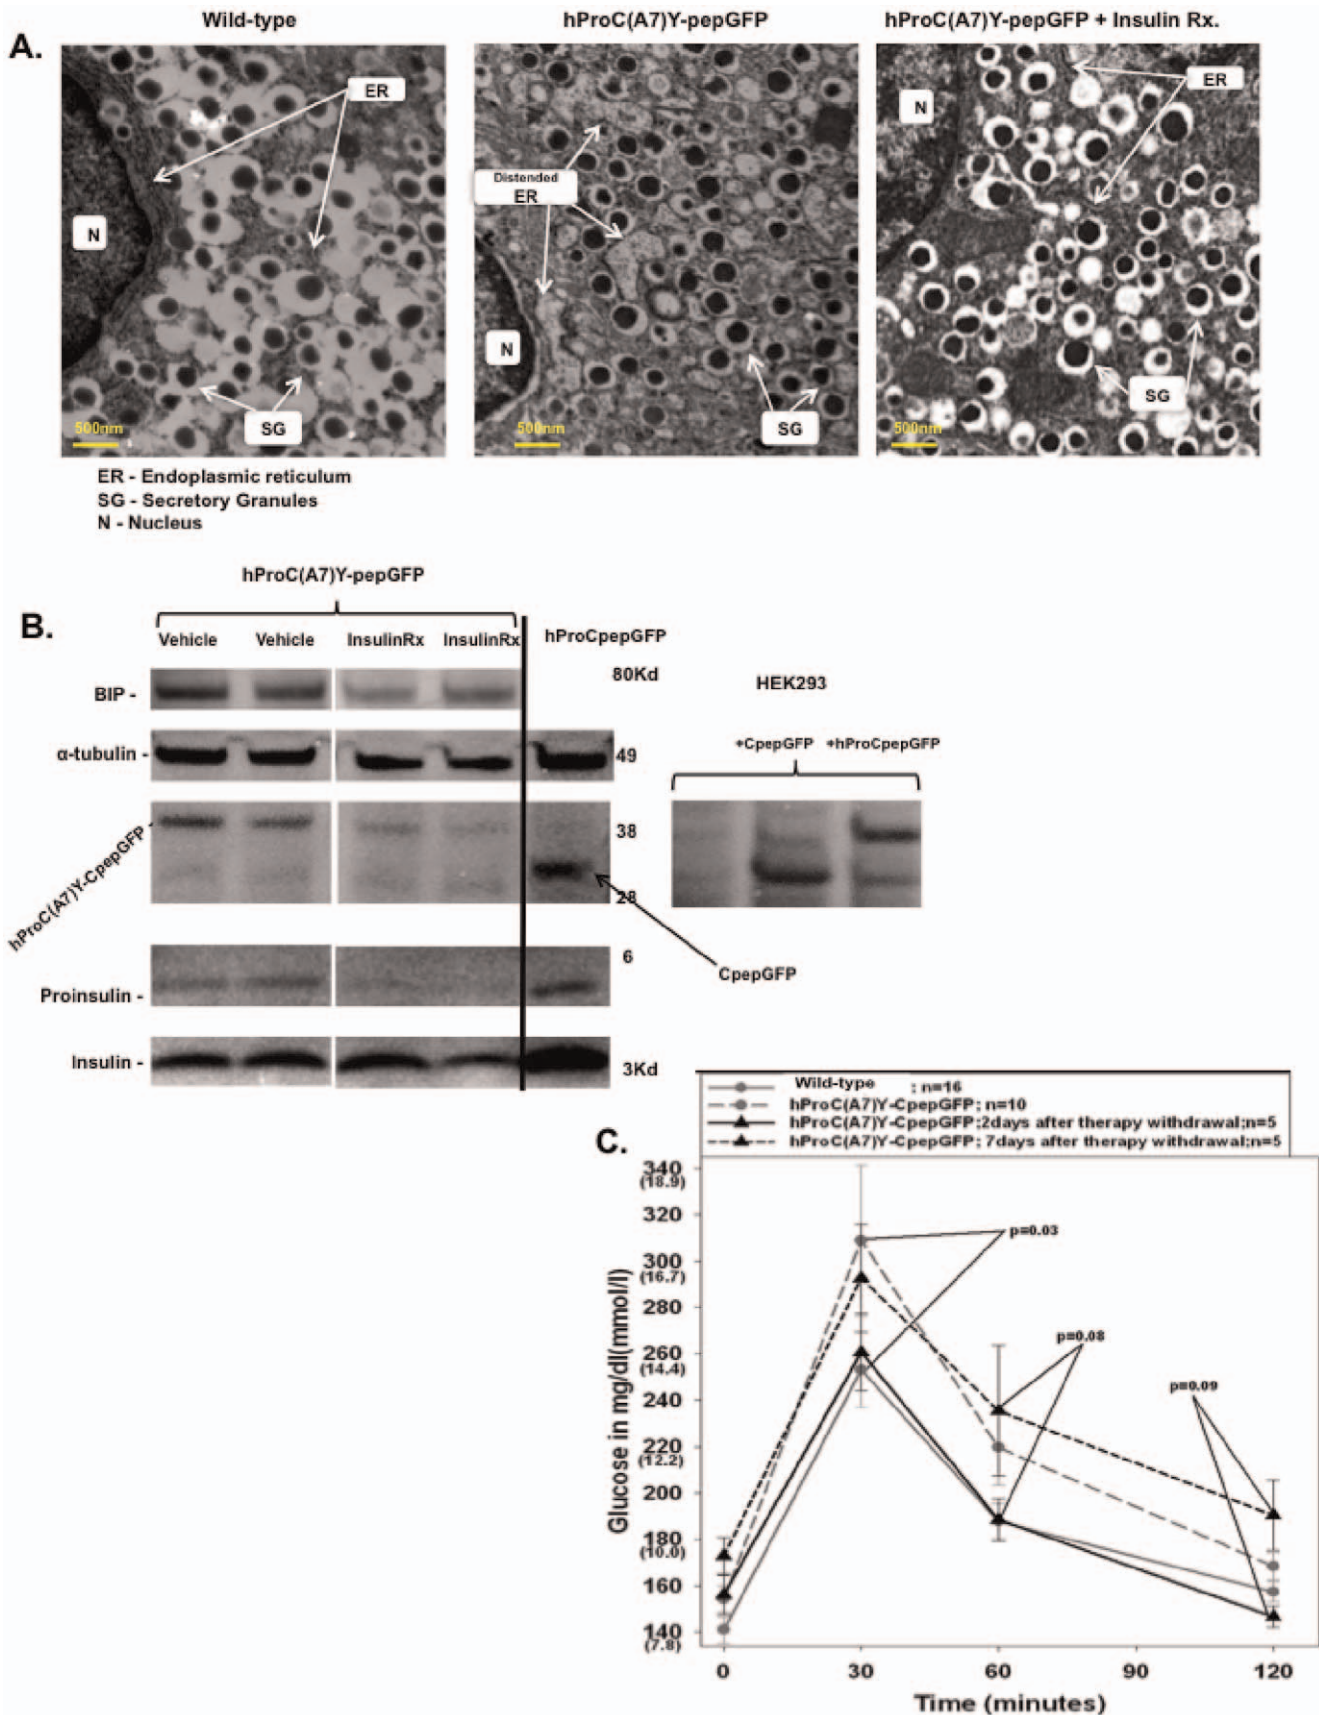 Wild-type
hProC(A7)Y-pepGFP
hProC(A7)Y-pepGFP + Insulin Rx.
A.
ER
N
SG
500nm
Distended
ER
N
SG
500nm
ER
N
SG
500nm
ER - Endoplasmic reticulum
SG - Secretory Granules
N - Nucleus
B.
hProC(A7)Y-pepGFP
Vehicle Vehicle InsulinRx InsulinRx
hProCpepGFP
80Kd
BIP -
α-tubulin -
49
hProC(A7)Y-CpepGFP -
38
28
CpepGFP
6
Proinsulin -
Insulin -
3Kd
HEK293
+CpepGFP +hProCpepGFP
C.
Wild-type ; n=16
hProC(A7)Y-CpepGFP; n=10
hProC(A7)Y-CpepGFP;2days after therapy withdrawal;n=5
hProC(A7)Y-CpepGFP; 7days after therapy withdrawal;n=5
Glucose in mg/dl(mmol/l)
340
(18.9)
320
300
(16.7)
280
260
(14.4)
240
220
(12.2)
200
180
(10.0)
160
140
(7.8)
p=0.03
p=0.08
p=0.09
0 30 60 90 120
Time (minutes)